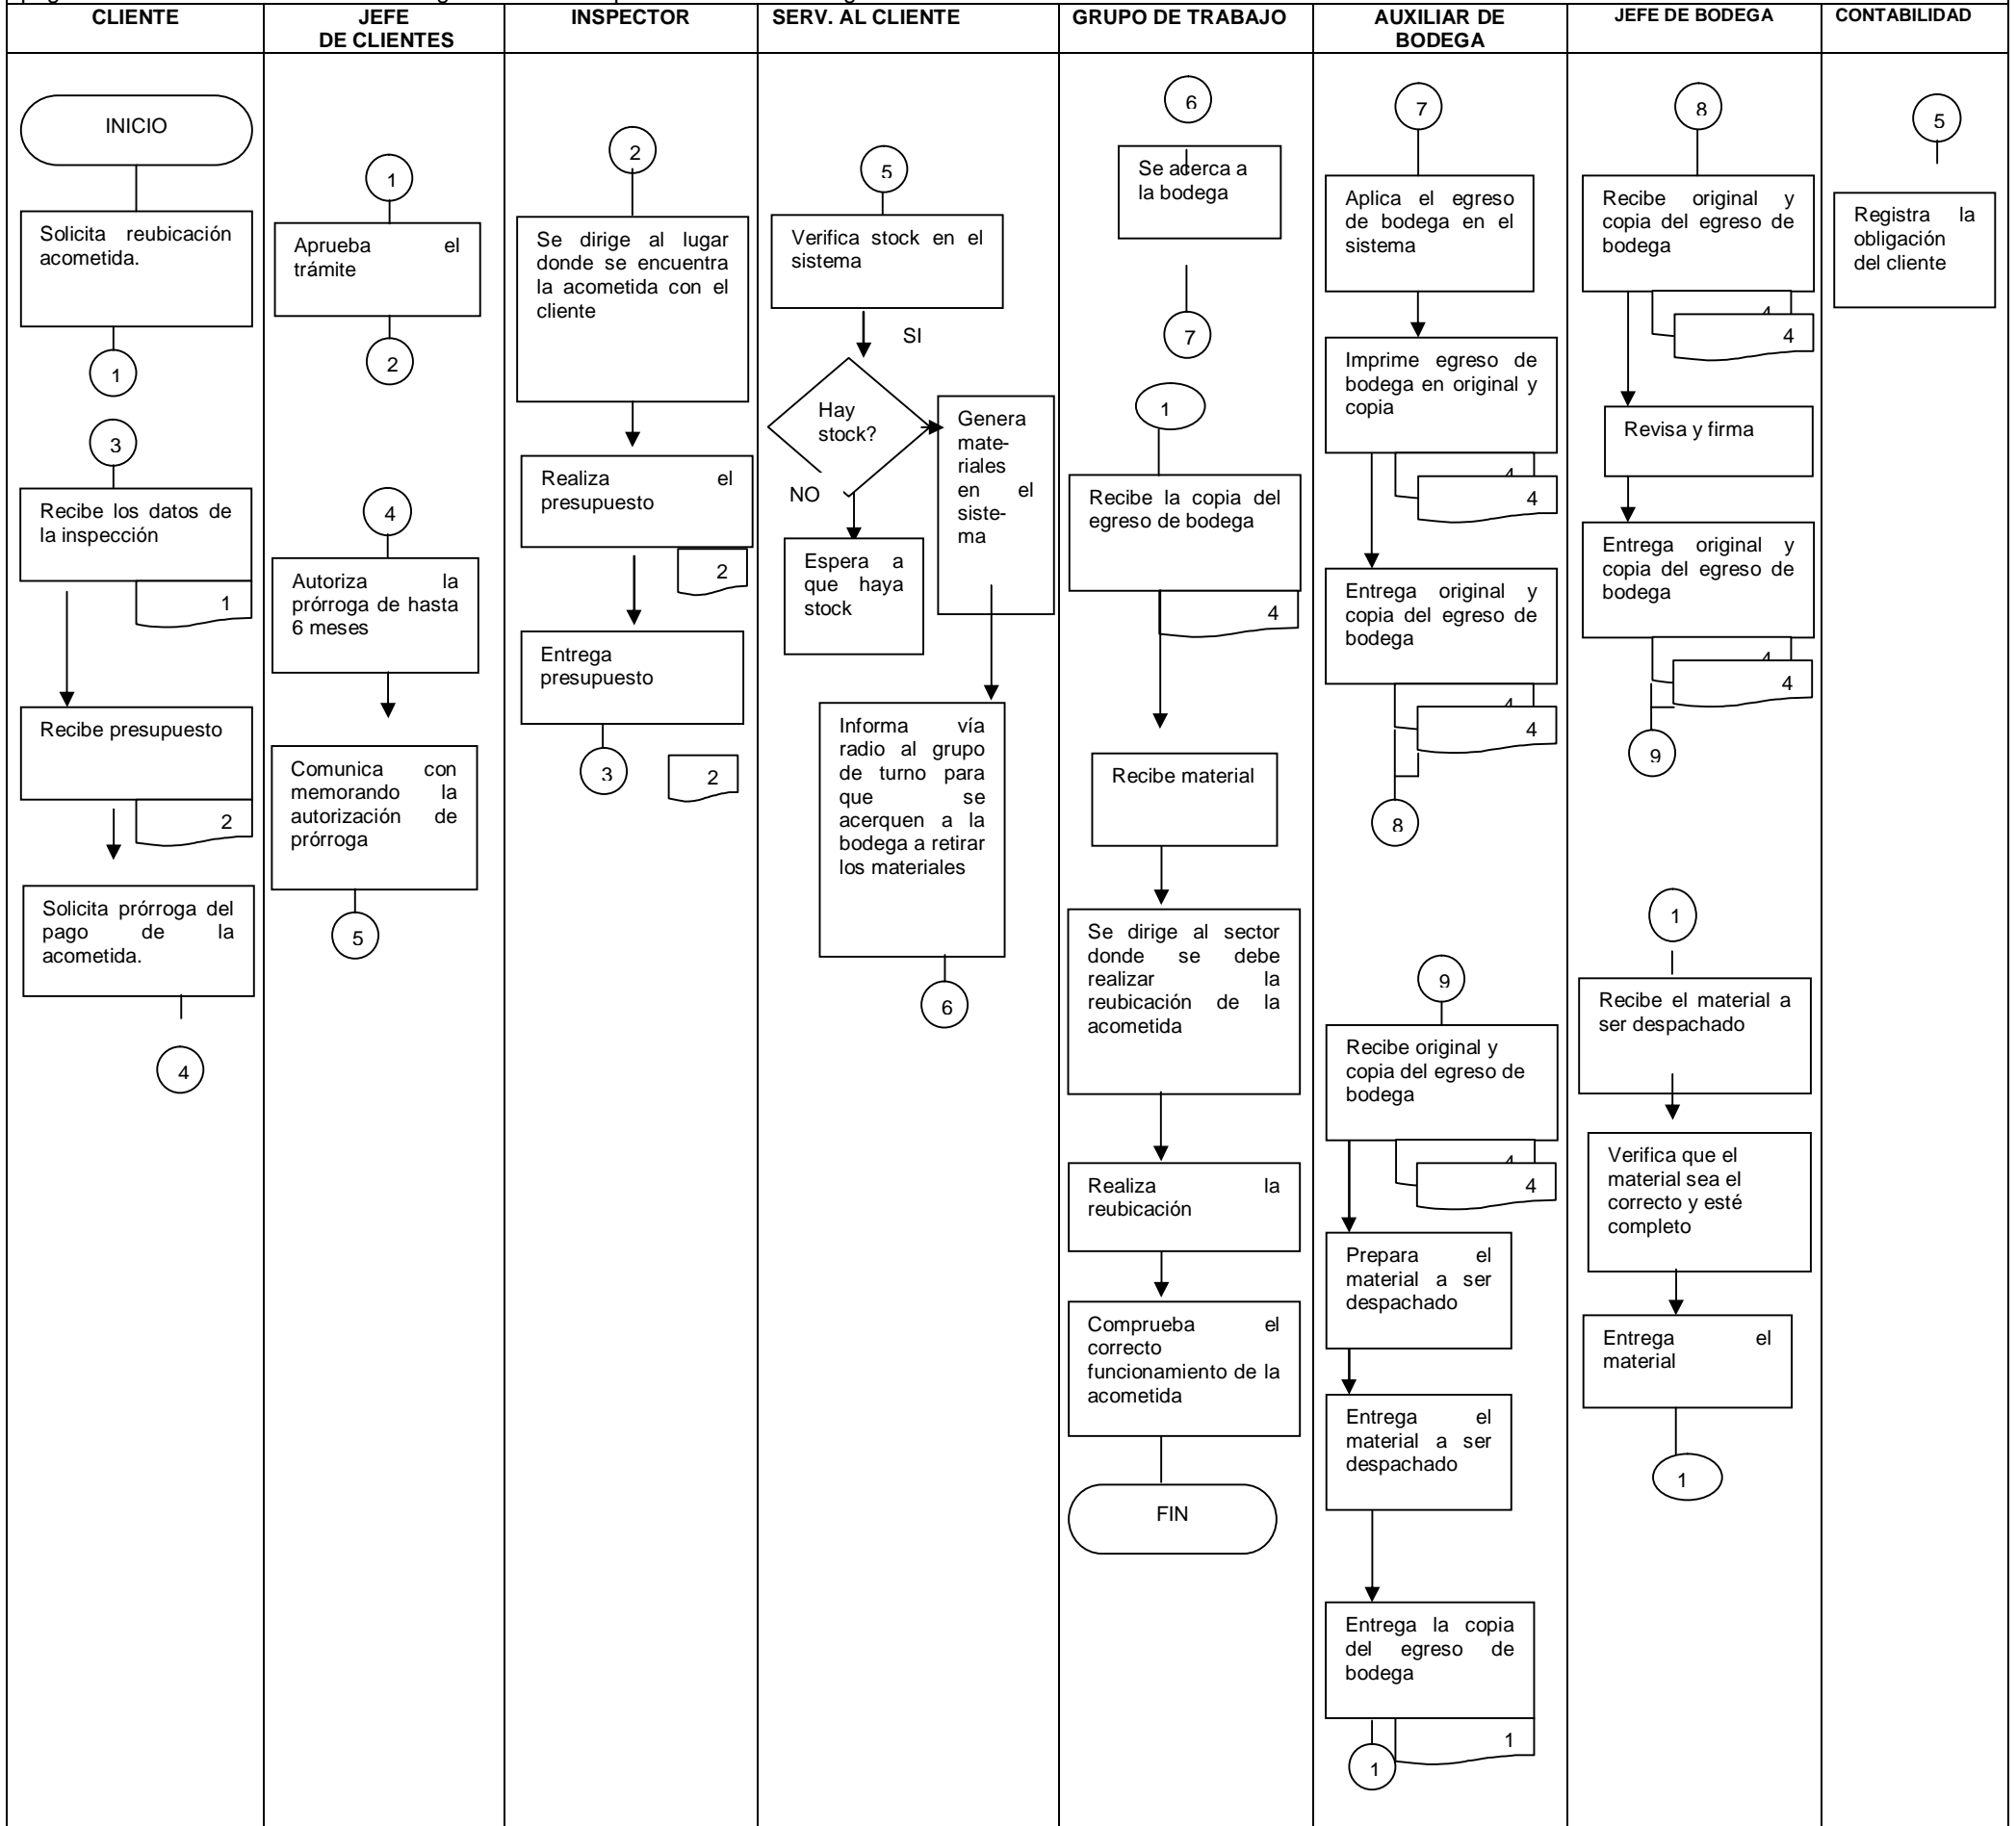 CLIENTE
JEFE
DE CLIENTES
INSPECTOR
SERV. AL CLIENTE
GRUPO DE TRABAJO
AUXILIAR DE
BODEGA
JEFE DE BODEGA
CONTABILIDAD
INICIO
Solicita reubicación
acometida.
1
3
Recibe los datos de
la inspección
1
Recibe presupuesto
2
Solicita prórroga del
pago de la
acometida.
4
1
Aprueba el
trámite
2
4
Autoriza la
prórroga de hasta
6 meses
Comunica con
memorando la
autorización de
prórroga
5
2
Se dirige al lugar
donde se encuentra
la acometida con el
cliente
Realiza el
presupuesto
2
Entrega
presupuesto
3
2
5
Verifica stock en el
sistema
SI
Hay
stock?
NO
Genera
mate-
riales
en el
siste-
ma
Espera a
que haya
stock
Informa vía
radio al grupo
de turno para
que se
acerquen a la
bodega a retirar
los materiales
6
6
Se acerca a
la bodega
7
1
Recibe la copia del
egreso de bodega
4
Recibe material
Se dirige al sector
donde se debe
realizar la
reubicación de la
acometida
Realiza la
reubicación
Comprueba el
correcto
funcionamiento de la
acometida
FIN
7
Aplica el egreso
de bodega en el
sistema
Imprime egreso de
bodega en original y
copia
4
4
Entrega original y
copia del egreso de
bodega
4
4
8
9
Recibe original y
copia del egreso de
bodega
4
4
Prepara el
material a ser
despachado
Entrega el
material a ser
despachado
Entrega la copia
del egreso de
bodega
1
1
8
Recibe original y
copia del egreso de
bodega
4
4
Revisa y firma
Entrega original y
copia del egreso de
bodega
4
4
9
1
Recibe el material a
ser despachado
Verifica que el
material sea el
correcto y esté
completo
Entrega el
material
1
5
Registra la
obligación
del cliente